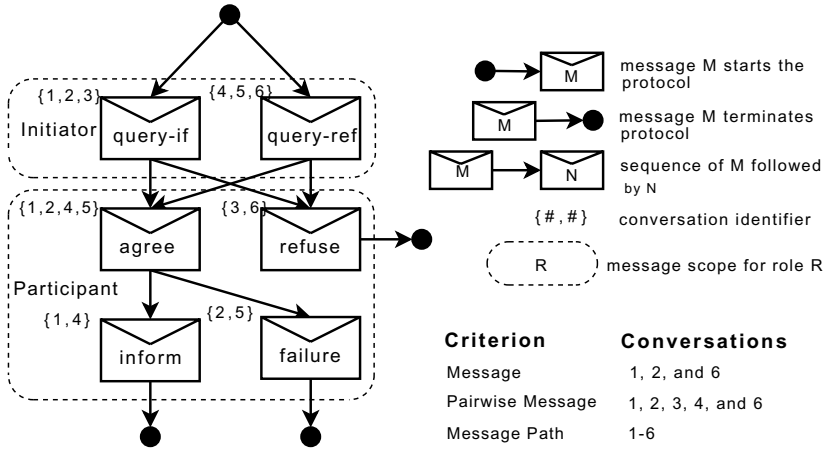 {1,2,3}
{4,5,6}
Initiator
query-if
query-ref
{1,2,4,5}
{3,6}
agree
refuse
Participant
{1,4}
{2,5}
inform
failure
M
message M starts the
protocol
M
message M terminates
protocol
M
N
sequence of M followed
by N
{#,#}
conversation identifier
R
message scope for role R
Criterion Conversations
Message 1, 2, and 6
Pairwise Message 1, 2, 3, 4, and 6
Message Path 1-6